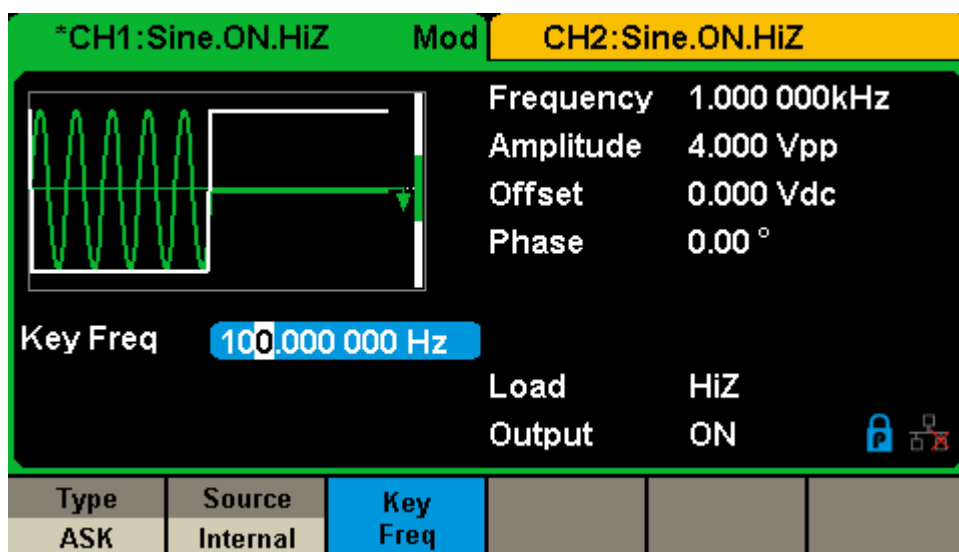 *CH1:Sine.ON.HiZ Mod CH2:Sine.ON.HiZ
Frequency 1.000 000kHz
Amplitude 4.000 Vpp
Offset 0.000 Vdc
Phase 0.00 °
Key Freq 100.000 000 Hz
Load HiZ
Output ON P
Type Source Key
ASK Internal Freq